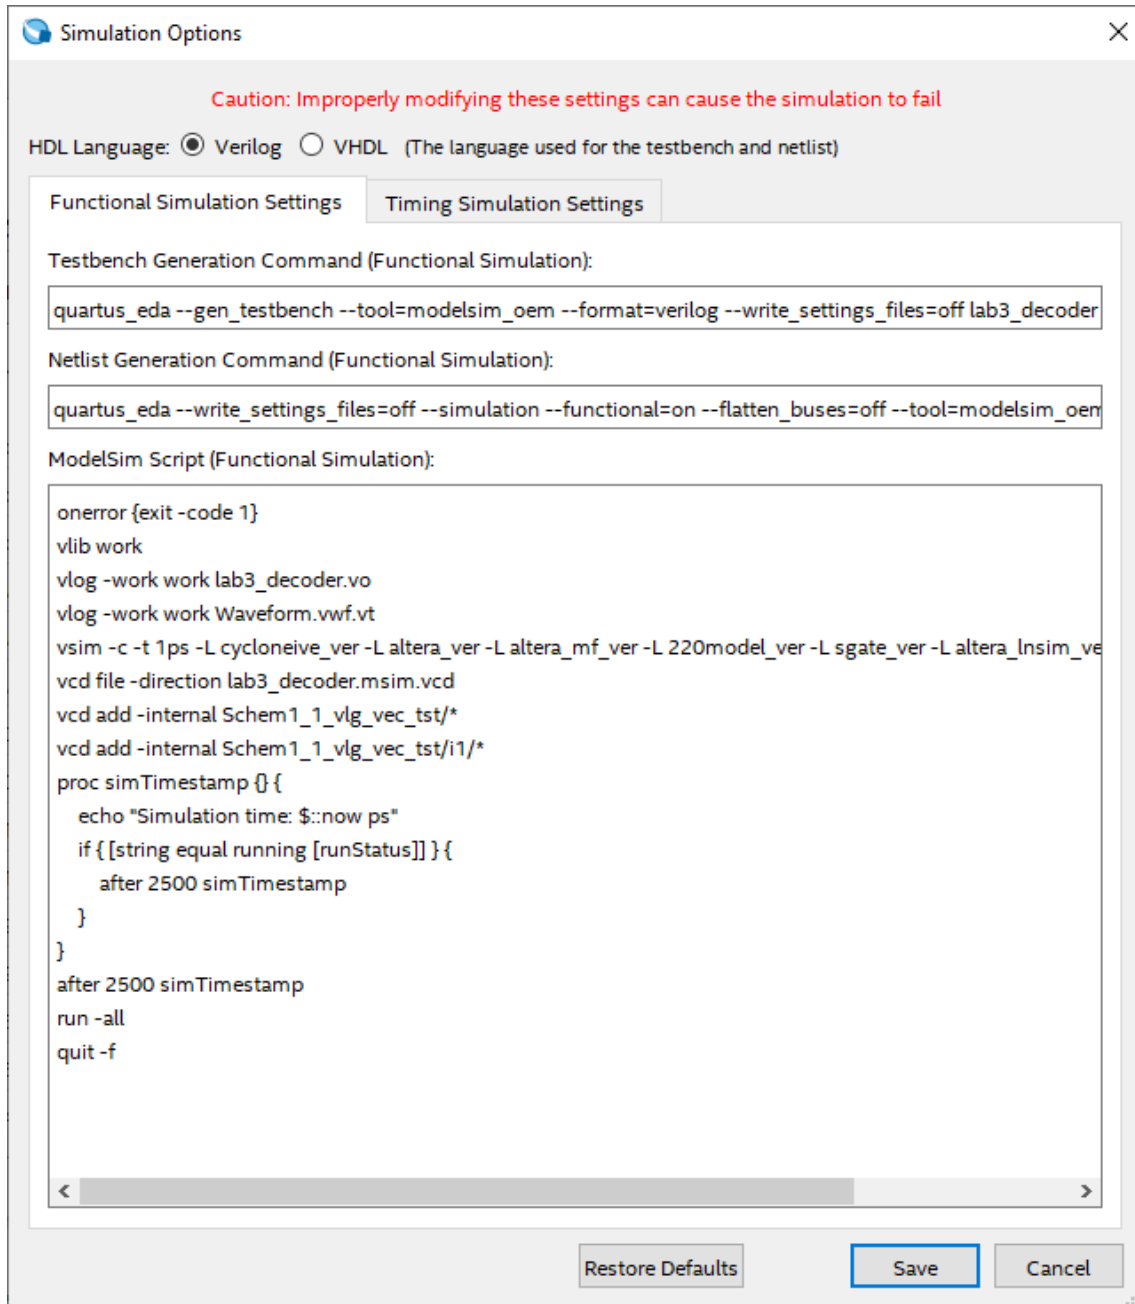 Simulation Options
Caution: Improperly modifying these settings can cause the simulation to fail
HDL Language: Verilog VHDL (The language used for the testbench and netlist)
Functional Simulation Settings Timing Simulation Settings
Testbench Generation Command (Functional Simulation):
quartus_eda --gen_testbench --tool=modelsim_oem --format=verilog --write_settings_files=off lab3_decoder
Netlist Generation Command (Functional Simulation):
quartus_eda --write_settings_files=off --simulation --functional=on --flatten_buses=off --tool=modelsim_oem
ModelSim Script (Functional Simulation):
onerror {exit -code 1}
vlib work
vlog -work work lab3_decoder.vo
vlog -work work Waveform.vwf.vt
vsim -c -t 1ps -L cycloneive_ver -L altera_ver -L altera_mf_ver -L 220model_ver -L sgate_ver -L altera_lnsim_ve
vcd file -direction lab3_decoder.msim.vcd
vcd add -internal Schem1_1_vlg_vec_tst/*
vcd add -internal Schem1_1_vlg_vec_tst/i1/*
proc simTimestamp {} {
    echo "Simulation time: $::now ps"
    if { [string equal running [runStatus]] } {
        after 2500 simTimestamp
    }
}
after 2500 simTimestamp
run -all
quit -f
Restore Defaults Save Cancel